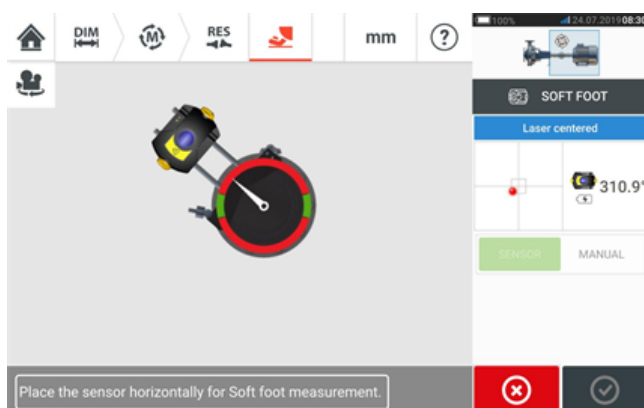 DIM
M
RES
mm
?
100%
24.07.2019 08:30
SOFT FOOT
Laser centered
310.9°
SENSOR
MANUAL
Place the sensor horizontally for Soft foot measurement.